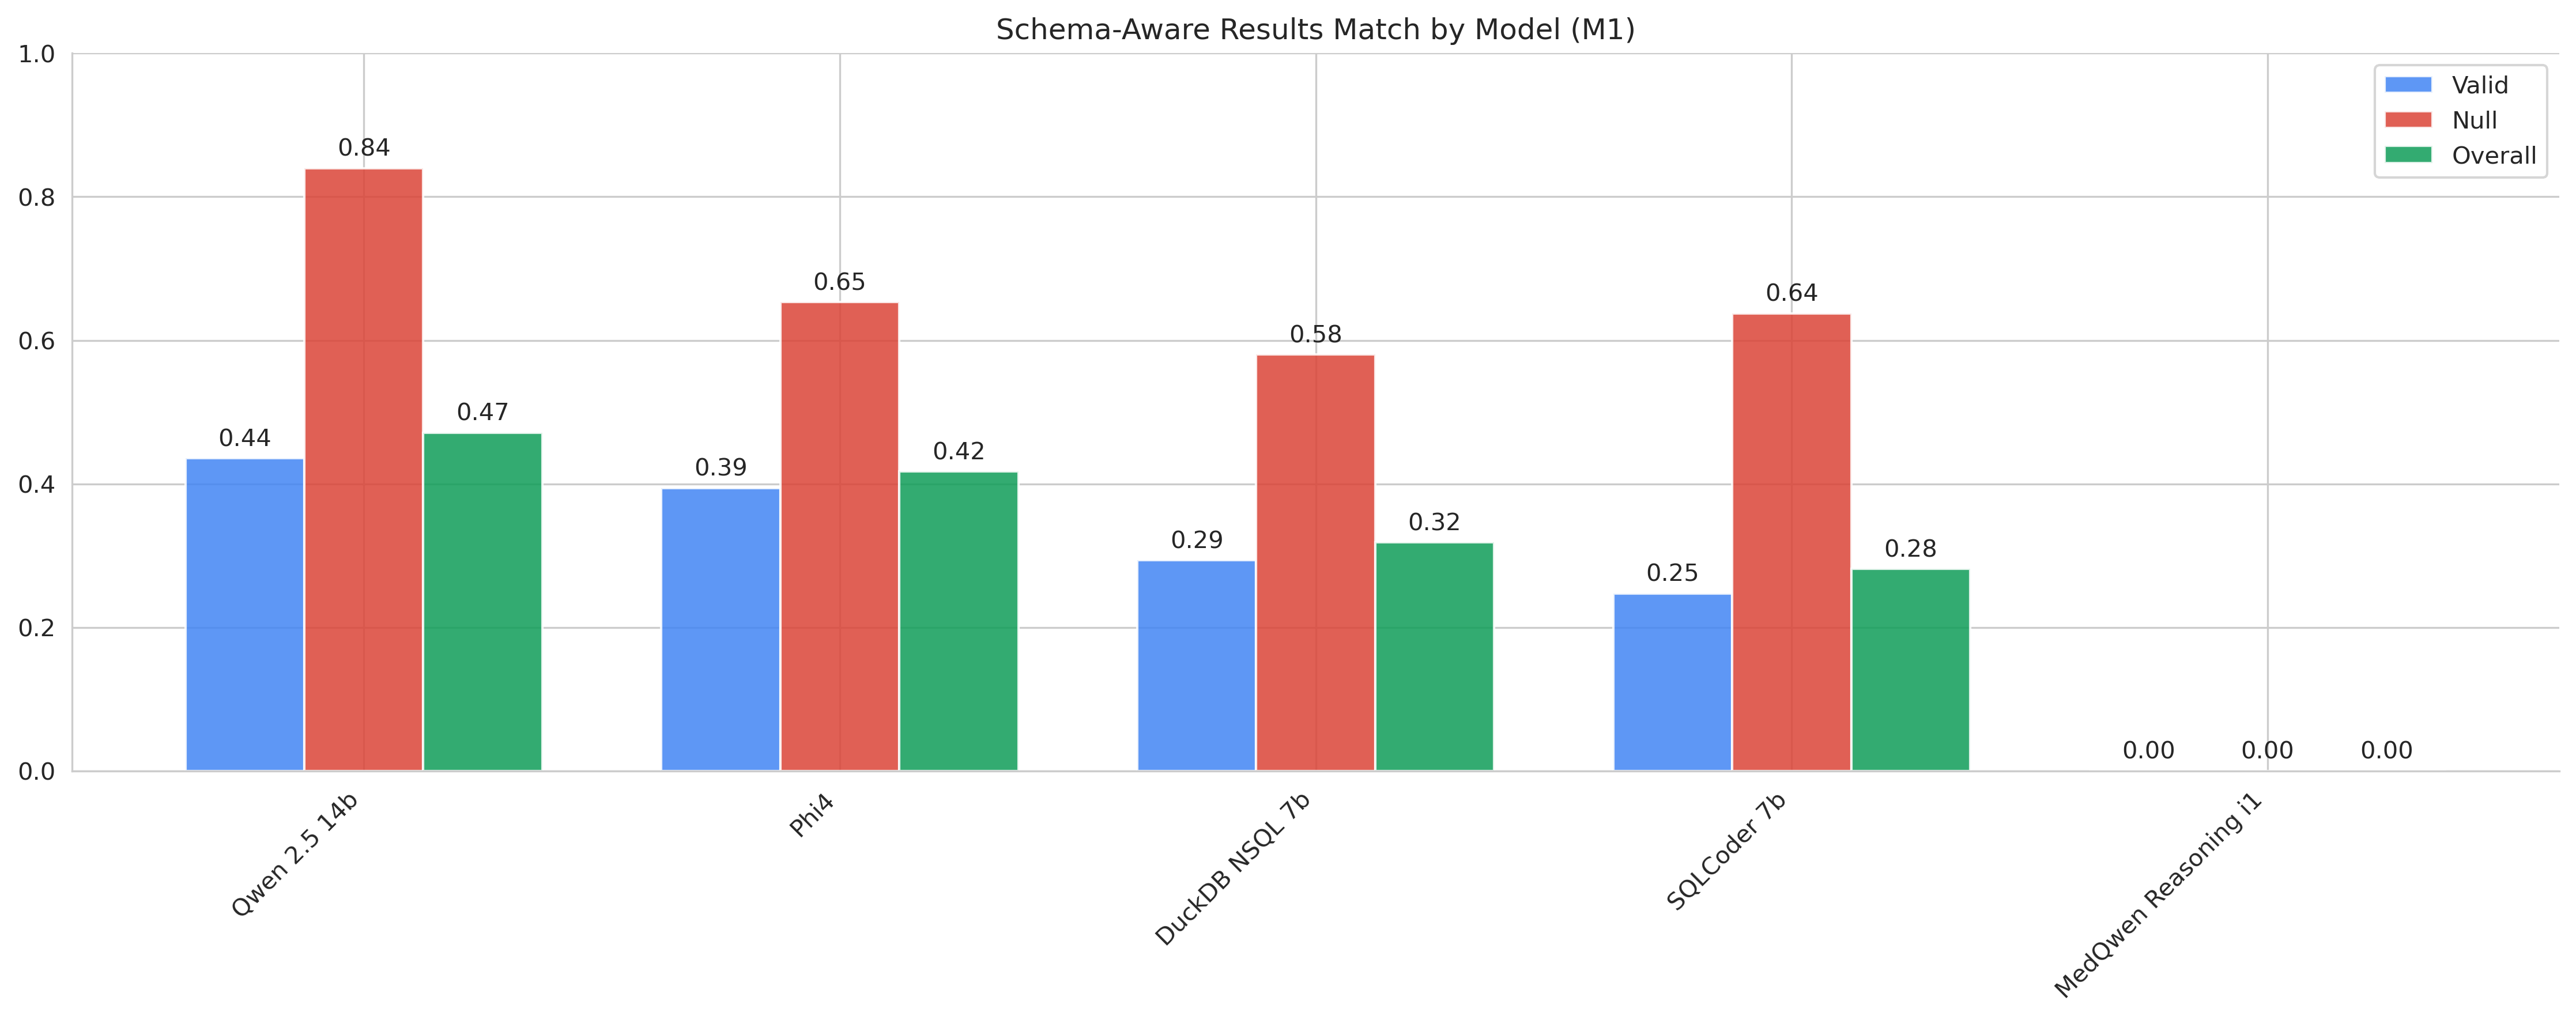 Schema-Aware Results Match by Model (M1)
1.0
0.8
0.6
0.4
0.2
0.0
Valid
Null
Overall
0.44
0.84
0.47
0.39
0.65
0.42
0.29
0.58
0.32
0.25
0.64
0.28
0.00
0.00
0.00
Qwen 2.5 14b
Phi4
DuckDB NSQL 7b
SQLCoder 7b
MedQwen Reasoning i1